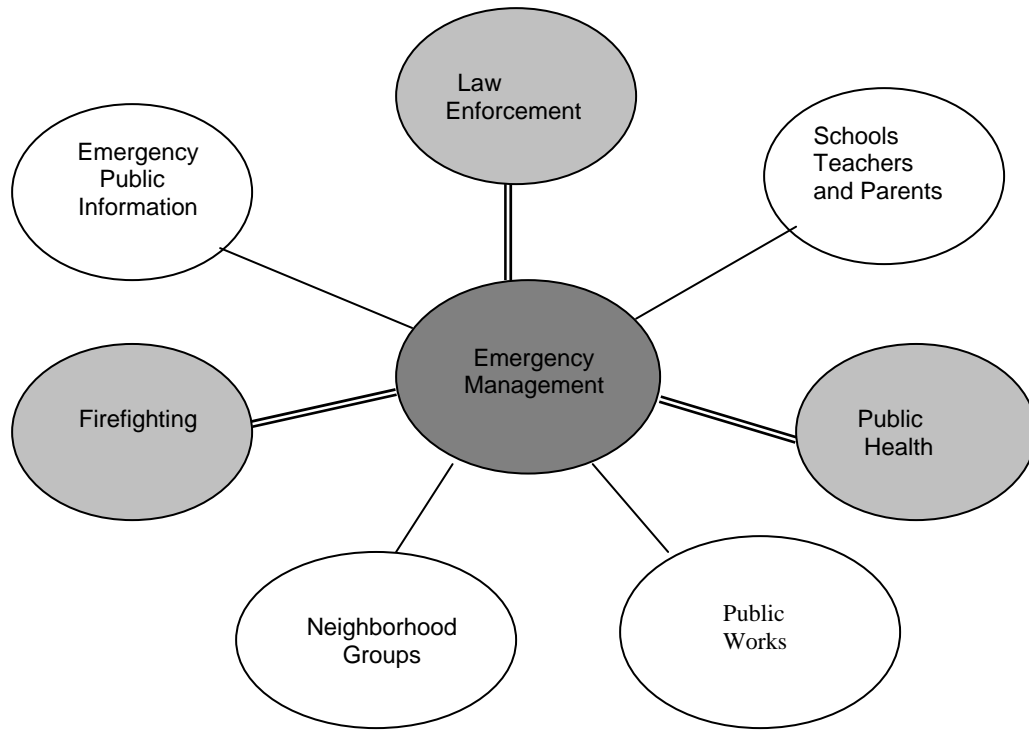 Law
Enforcement
Schools
Teachers
and Parents
Emergency
Public
Information
Emergency
Management
Firefighting
Public
Health
Neighborhood
Groups
Public
Works